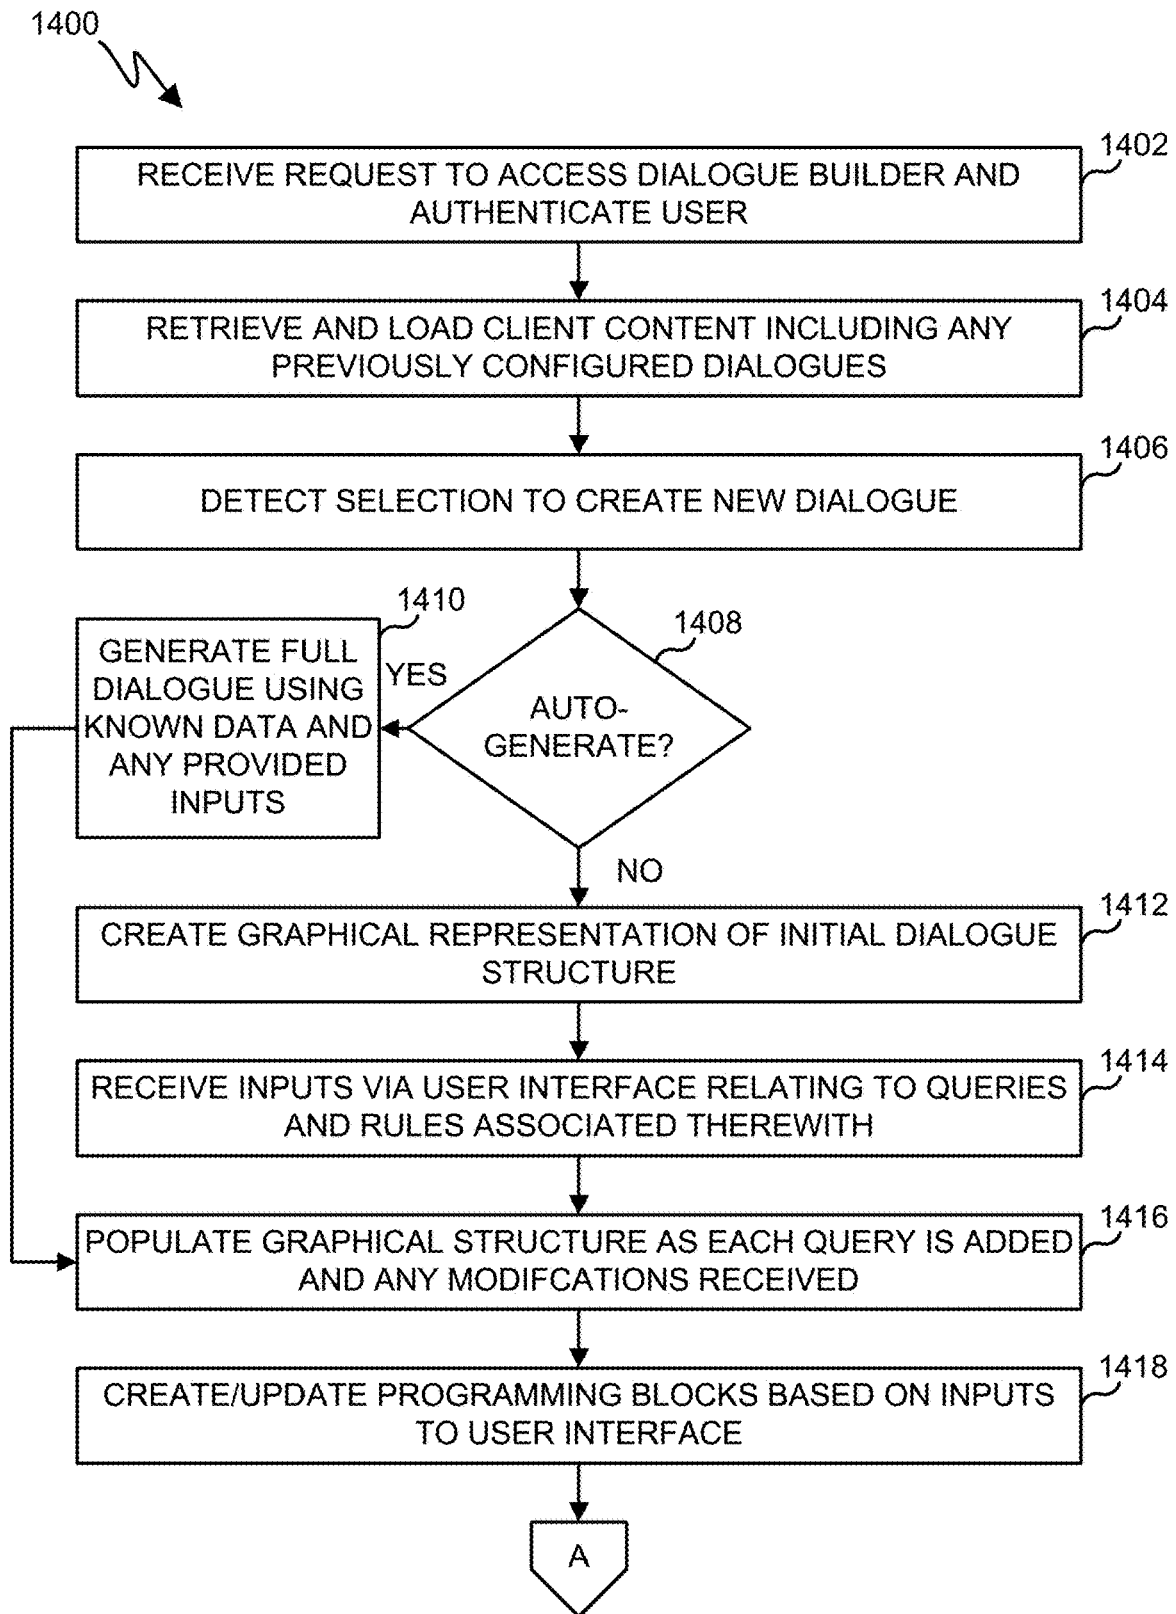 1400
1402
RECEIVE REQUEST TO ACCESS DIALOGUE BUILDER AND
AUTHENTICATE USER
1404
RETRIEVE AND LOAD CLIENT CONTENT INCLUDING ANY
PREVIOUSLY CONFIGURED DIALOGUES
1406
DETECT SELECTION TO CREATE NEW DIALOGUE
1408
AUTO-
GENERATE?
YES
1410
GENERATE FULL
DIALOGUE USING
KNOWN DATA AND
ANY PROVIDED
INPUTS
NO
1412
CREATE GRAPHICAL REPRESENTATION OF INITIAL DIALOGUE
STRUCTURE
1414
RECEIVE INPUTS VIA USER INTERFACE RELATING TO QUERIES
AND RULES ASSOCIATED THEREWITH
1416
POPULATE GRAPHICAL STRUCTURE AS EACH QUERY IS ADDED
AND ANY MODIFCATIONS RECEIVED
1418
CREATE/UPDATE PROGRAMMING BLOCKS BASED ON INPUTS
TO USER INTERFACE
A